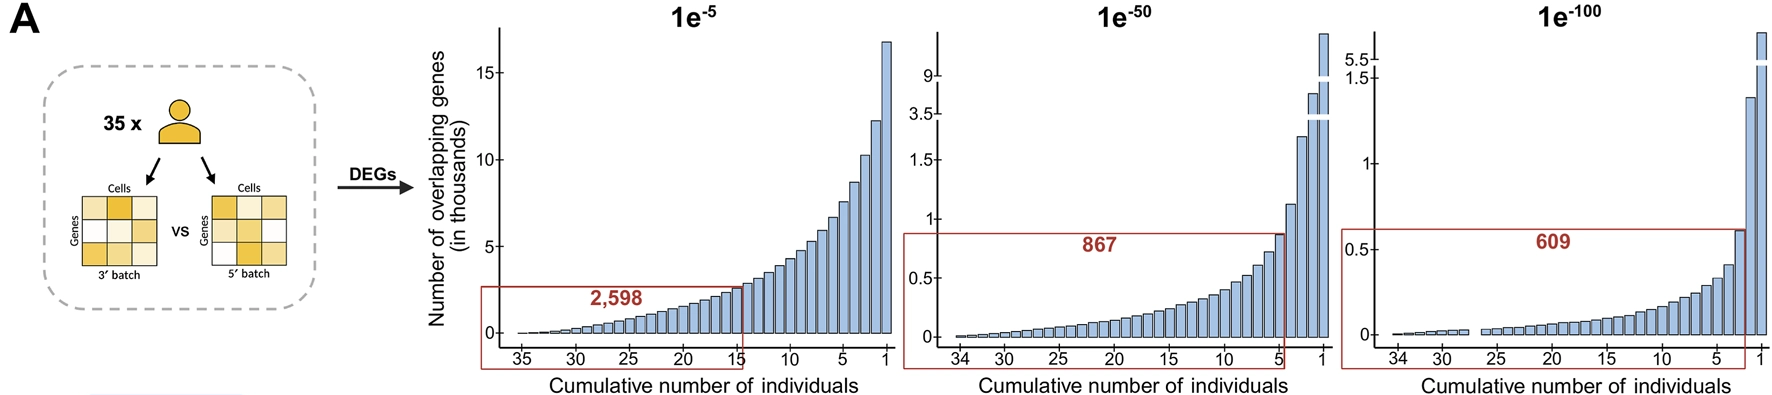 A
35 x
Cells
Cells
Genes
vs
Genes
3′ batch
5′ batch
DEGs
1e-5
Number of overlapping genes
(in thousands)
15
10
5
0
2,598
35
30
25
20
15
10
5
1
Cumulative number of individuals
1e-50
9
3.5
1.5
1
0.5
0
867
34
30
25
20
15
10
5
1
Cumulative number of individuals
1e-100
5.5
1.5
1
0.5
0
609
34
30
25
20
15
10
5
1
Cumulative number of individuals